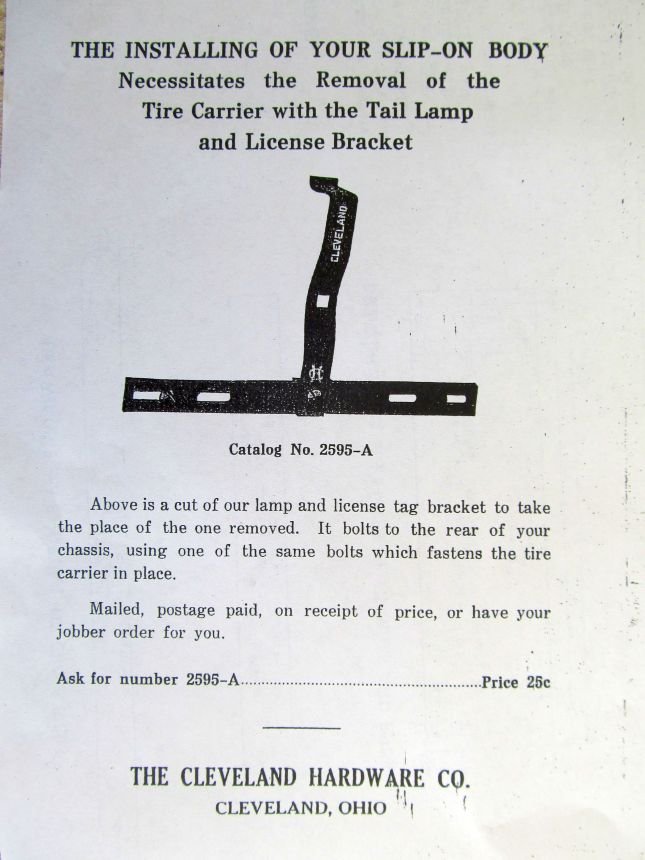 THE INSTALLING OF YOUR SLIP-ON BODY
Necessitates the Removal of the
Tire Carrier with the Tail Lamp
and License Bracket
CLEVELAND
Catalog No. 2595-A
Above is a cut of our lamp and license tag bracket to take
the place of the one removed. It bolts to the rear of your
chassis, using one of the same bolts which fastens the tire
carrier in place.
Mailed, postage paid, on receipt of price, or have your
jobber order for you.
Ask for number 2595-A..........................................................Price 25c
THE CLEVELAND HARDWARE CO.
CLEVELAND, OHIO